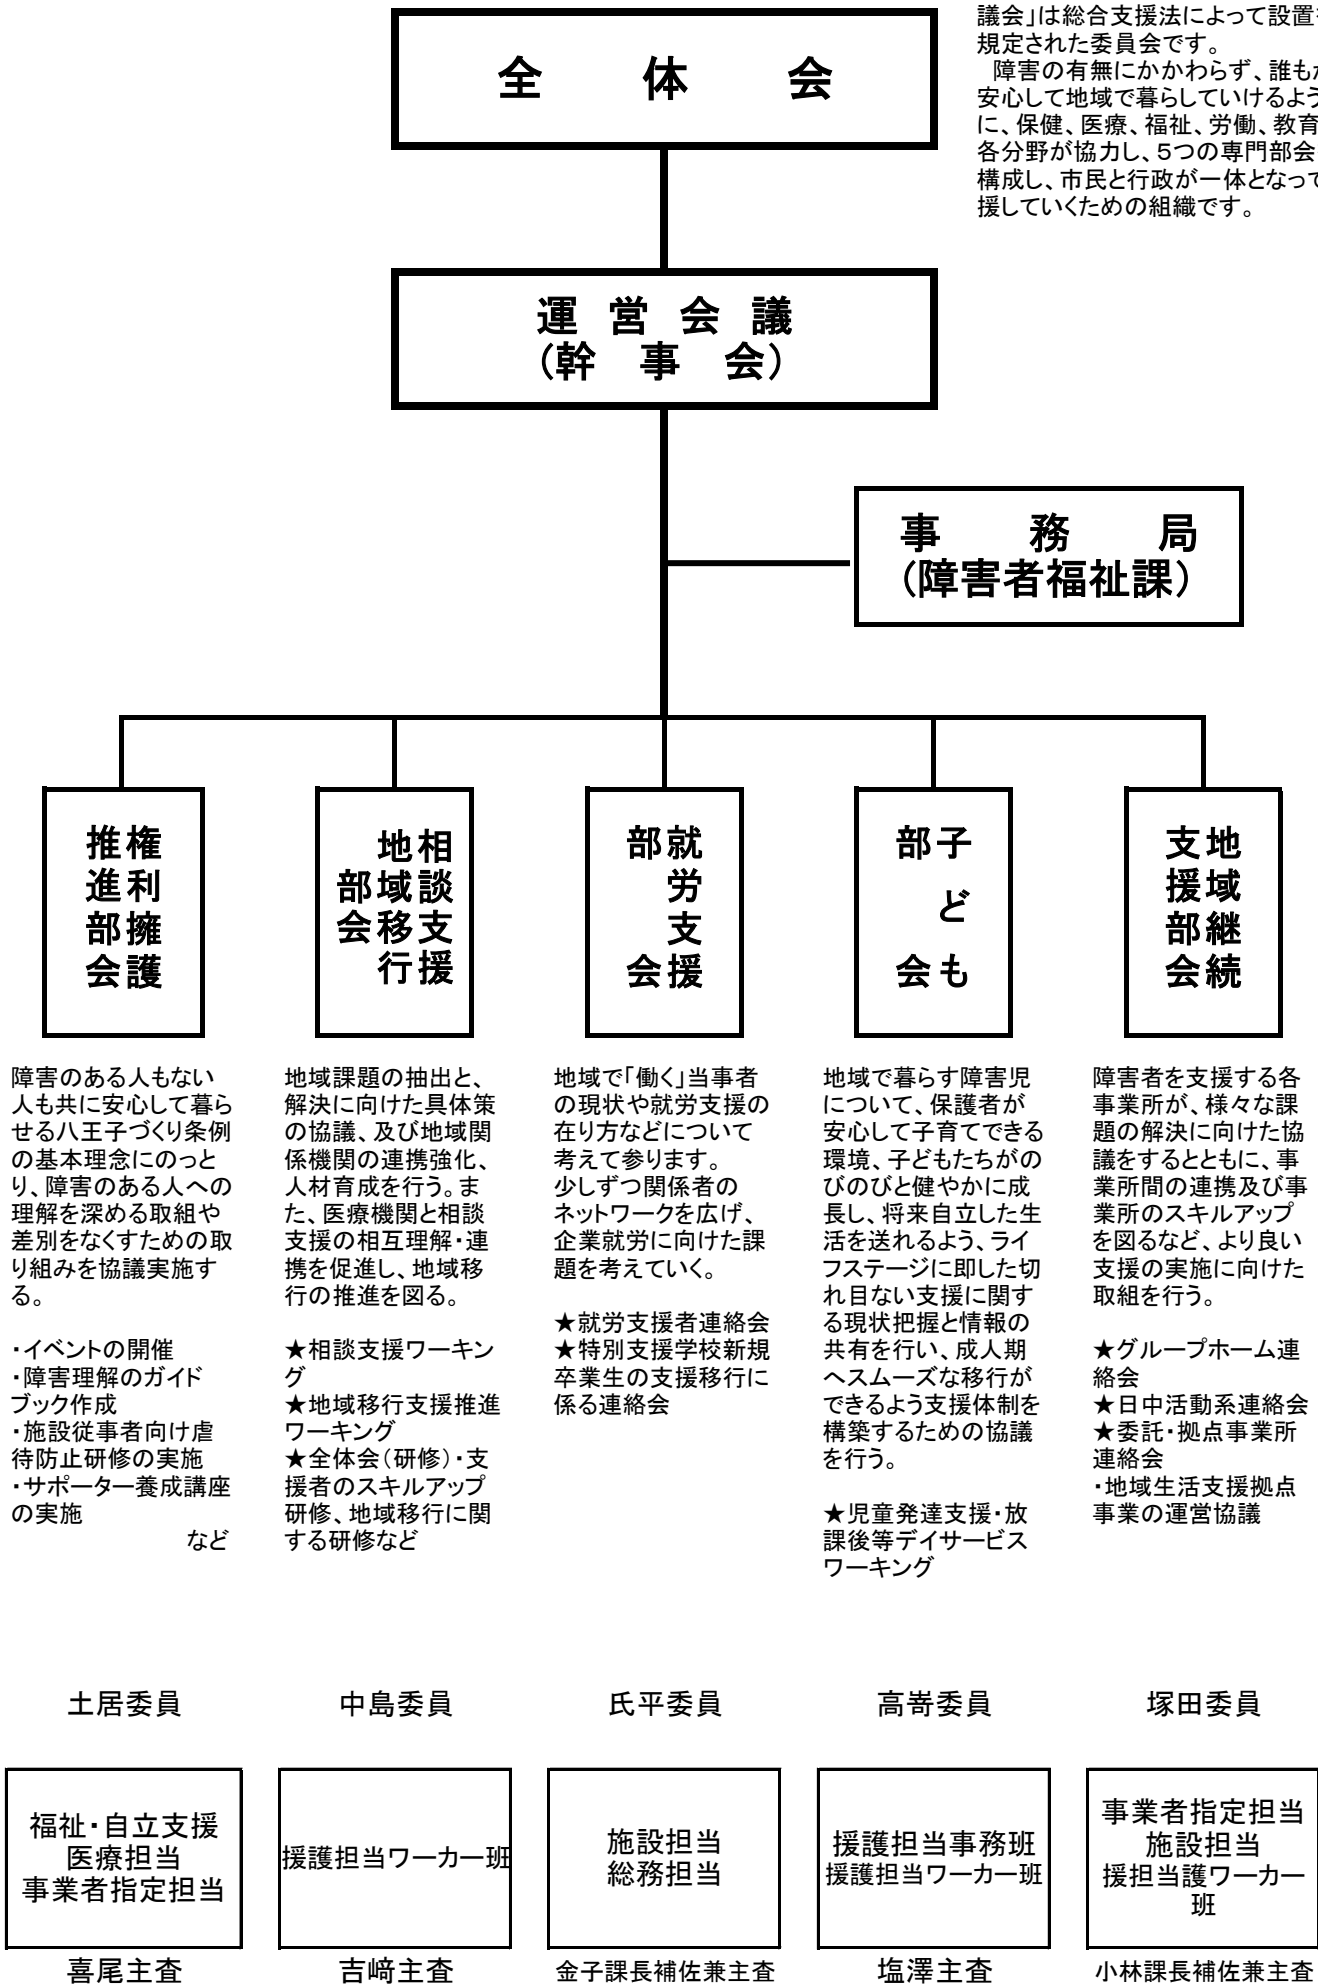 議会」は総合支援法によって設置
規定された委員会です。
障害の有無にかかわらず、誰もが
安心して地域で暮らしていけるよう
に、保健、医療、福祉、労働、教育
各分野が協力し、5つの専門部会
構成し、市民と行政が一体となって
援していくための組織です。
全　体　会
運 営 会 議
(幹　事　会)
事　務　局
(障害者福祉課)
権利擁護
推進部会
相談支援
地域移行
部会
就労支援
部会
子ども
部会
地域継続
支援部会
障害のある人もない
人も共に安心して暮ら
せる八王子づくり条例
の基本理念にのっと
り、障害のある人への
理解を深める取組や
差別をなくすための取
り組みを協議実施す
る。
・イベントの開催
・障害理解のガイド
ブック作成
・施設従事者向け虐
待防止研修の実施
・サポーター養成講座
の実施
など
地域課題の抽出と、
解決に向けた具体策
の協議、及び地域関
係機関の連携強化、
人材育成を行う。ま
た、医療機関と相談
支援の相互理解・連
携を促進し、地域移
行の推進を図る。
★相談支援ワーキン
グ
★地域移行支援推進
ワーキング
★全体会(研修)・支
援者のスキルアップ
研修、地域移行に関
する研修など
地域で「働く」当事者
の現状や就労支援の
在り方などについて
考えて参ります。
少しずつ関係者の
ネットワークを広げ、
企業就労に向けた課
題を考えていく。
★就労支援者連絡会
★特別支援学校新規
卒業生の支援移行に
係る連絡会
地域で暮らす障害児
について、保護者が
安心して子育てできる
環境、子どもたちがの
びのびと健やかに成
長し、将来自立した生
活を送れるよう、ライ
フステージに即した切
れ目ない支援に関す
る現状把握と情報の
共有を行い、成人期
へスムーズな移行が
できるよう支援体制を
構築するための協議
を行う。
★児童発達支援・放
課後等デイサービス
ワーキング
障害者を支援する各
事業所が、様々な課
題の解決に向けた協
議をするとともに、事
業所間の連携及び事
業所のスキルアップ
を図るなど、より良い
支援の実施に向けた
取組を行う。
★グループホーム連
絡会
★日中活動系連絡会
★委託・拠点事業所
連絡会
・地域生活支援拠点
事業の運営協議
土居委員
中島委員
氏平委員
高嵜委員
塚田委員
福祉・自立支援
医療担当
事業者指定担当
援護担当ワーカー班
施設担当
総務担当
援護担当事務班
援護担当ワーカー班
事業者指定担当
施設担当
援担当護ワーカー
班
喜尾主査
吉﨑主査
金子課長補佐兼主査
塩澤主査
小林課長補佐兼主査